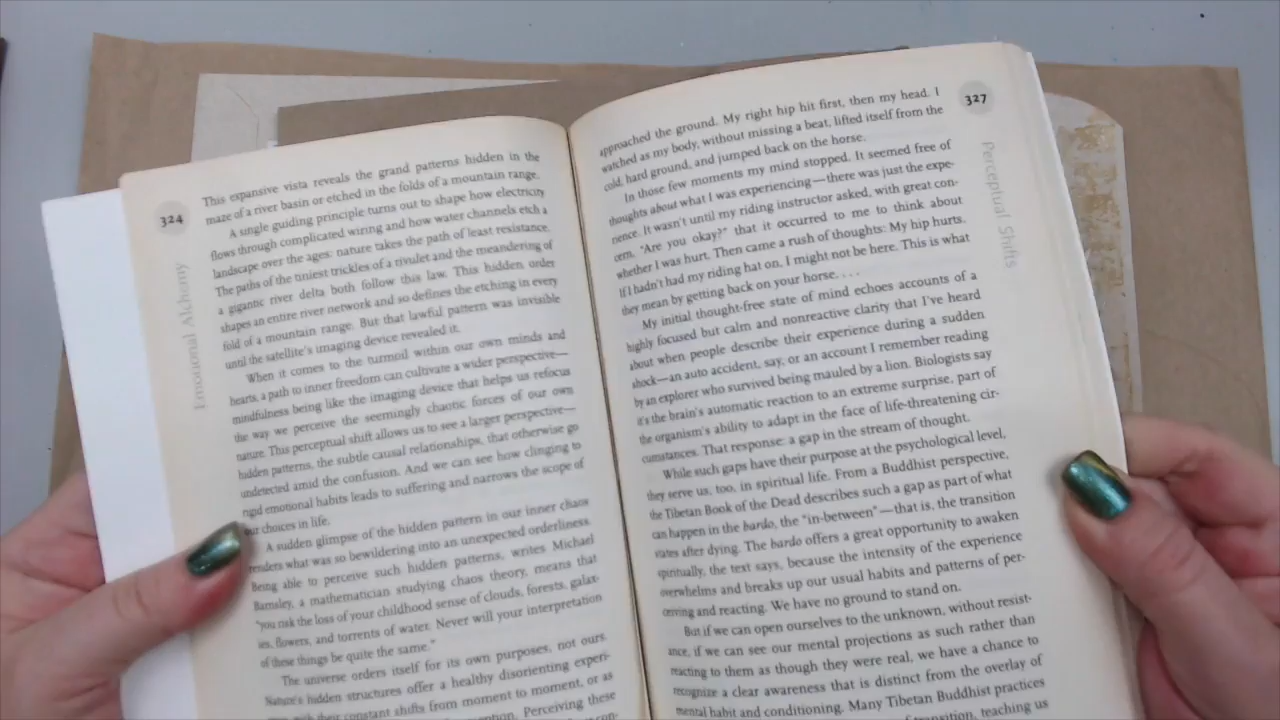 324
Emotional Alchemy
This expansive vista reveals the grand patterns hidden in the
maze of a river basin or etched in the folds of a mountain range.
A single guiding principle turns out to shape how electricity
flows through complicated wiring and how water channels etch a
landscape over the ages: nature takes the path of least resistance.
The paths of the tiniest trickles of a rivulet and the meandering of
a gigantic river delta both follow this law. This hidden order
shapes an entire river network and so defines the etching in every
fold of a mountain range. But that lawful pattern was invisible
until the satellite's imaging device revealed it.
When it comes to the turmoil within our own minds and
hearts, a path to inner freedom can cultivate a wider perspective—
mindfulness being like the imaging device that helps us refocus
the way we perceive the seemingly chaotic forces of our own
nature. This perceptual shift allows us to see a larger perspective—
hidden patterns, the subtle causal relationships, that otherwise go
undetected amid the confusion. And we can see how clinging to
rigid emotional habits leads to suffering and narrows the scope of
our choices in life.
A sudden glimpse of the hidden pattern in our inner chaos
renders what was so bewildering into an unexpected orderliness.
Being able to perceive such hidden patterns, writes Michael
Barnsley, a mathematician studying chaos theory, means that
"you risk the loss of your childhood sense of clouds, forests, galax-
ies, flowers, and torrents of water. Never will your interpretation
of these things be quite the same."
The universe orders itself for its own purposes, not ours.
Nature's hidden structures offer a healthy disorienting experi-
with their constant shifts from moment to moment, or as
Perceiving these
327
Perceptual Shifts
approached the ground. My right hip hit first, then my head. I
watched as my body, without missing a beat, lifted itself from the
cold, hard ground, and jumped back on the horse.
In those few moments my mind stopped. It seemed free of
thoughts about what I was experiencing—there was just the expe-
rience. It wasn't until my riding instructor asked, with great con-
cern, "Are you okay?" that it occurred to me to think about
whether I was hurt. Then came a rush of thoughts: My hip hurts.
If I hadn't had my riding hat on, I might not be here. This is what
they mean by getting back on your horse. . . .
My initial thought-free state of mind echoes accounts of a
highly focused but calm and nonreactive clarity that I've heard
about when people describe their experience during a sudden
shock—an auto accident, say, or an account I remember reading
by an explorer who survived being mauled by a lion. Biologists say
it's the brain's automatic reaction to an extreme surprise, part of
the organism's ability to adapt in the face of life-threatening cir-
cumstances. That response: a gap in the stream of thought.
While such gaps have their purpose at the psychological level,
they serve us, too, in spiritual life. From a Buddhist perspective,
the Tibetan Book of the Dead describes such a gap as part of what
can happen in the bardo, the "in-between"—that is, the transition
states after dying. The bardo offers a great opportunity to awaken
spiritually, the text says, because the intensity of the experience
overwhelms and breaks up our usual habits and patterns of per-
ceiving and reacting. We have no ground to stand on.
But if we can open ourselves to the unknown, without resist-
ance, if we can see our mental projections as such rather than
reacting to them as though they were real, we have a chance to
recognize a clear awareness that is distinct from the overlay of
mental habit and conditioning. Many Tibetan Buddhist practices
of transition, teaching us